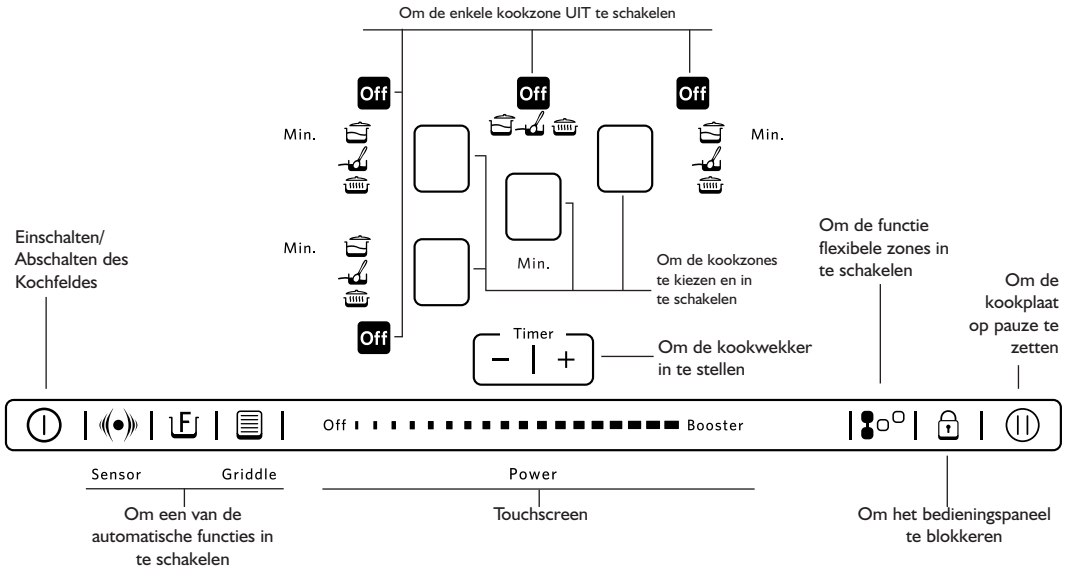 Om de enkele kookzone UIT te schakelen
Off
Off
Off
Min.
Min.
Einschalten/
Abschalten des
Kochfeldes
Min.
Min.
Om de kookzones
te kiezen en in
te schakelen
Om de functie
flexibele zones in
te schakelen
Om de
kookplaat
op pauze te
zetten
Off
Timer
− | +
Om de kookwekker
in te stellen
F
Off
Booster
Sensor
Griddle
Power
Om een van de
automatische functies in
te schakelen
Touchscreen
Om het bedieningspaneel
te blokkeren